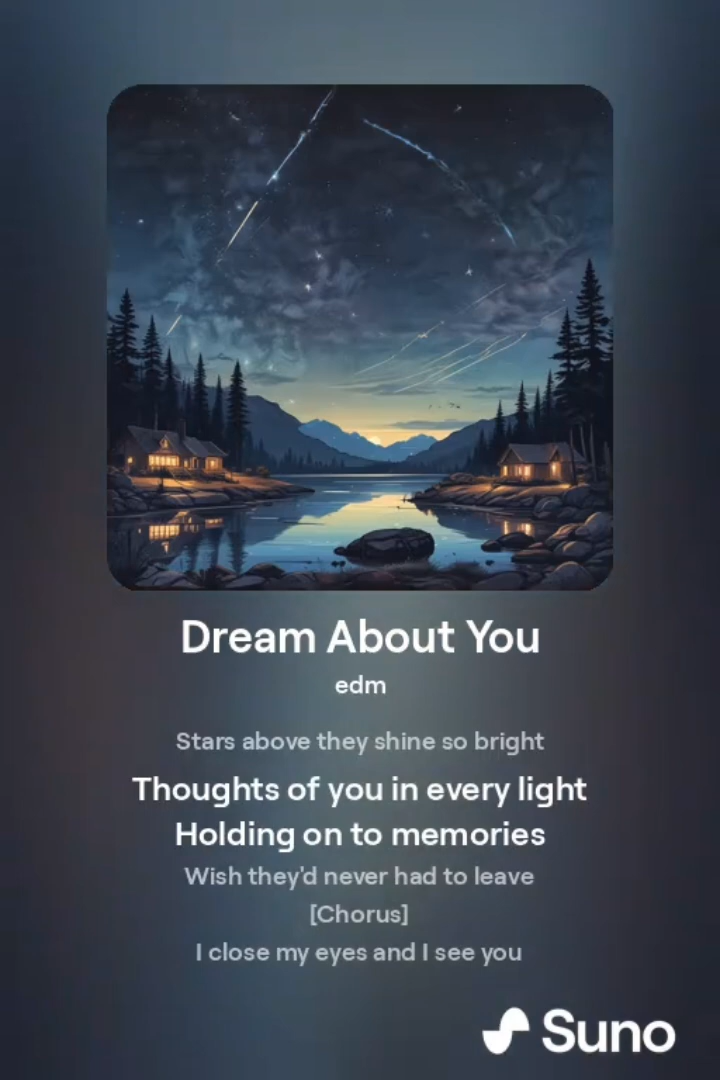 Dream About You
edm
Stars above they shine so bright
Thoughts of you in every light
Holding on to memories
Wish they'd never had to leave
[Chorus]
I close my eyes and I see you
Suno